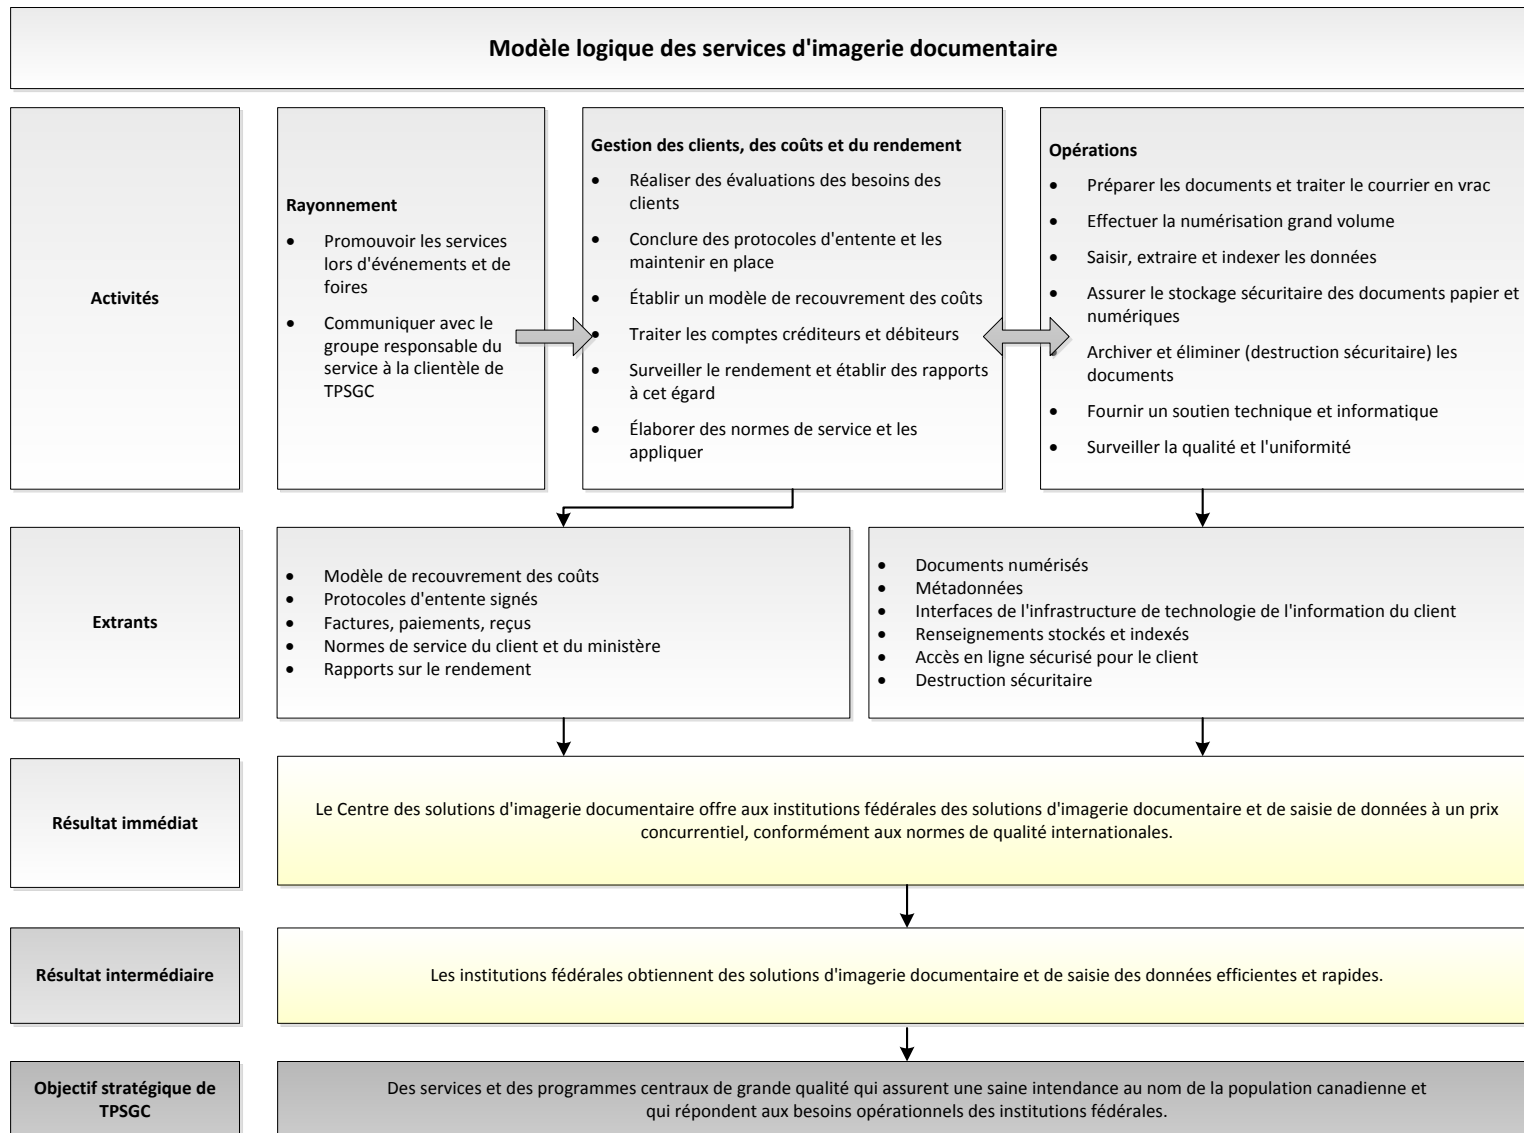 Modèle logique des services d'imagerie documentaire
Activités
Rayonnement
• Promouvoir les services
lors d'événements et de
foires
• Communiquer avec le
groupe responsable du
service à la clientèle de
TPSGC
Gestion des clients, des coûts et du rendement
• Réaliser des évaluations des besoins des
clients
• Conclure des protocoles d'entente et les
maintenir en place
• Établir un modèle de recouvrement des coûts
• Traiter les comptes créditeurs et débiteurs
• Surveiller le rendement et établir des rapports
à cet égard
• Élaborer des normes de service et les
appliquer
Opérations
• Préparer les documents et traiter le courrier en vrac
• Effectuer la numérisation grand volume
• Saisir, extraire et indexer les données
• Assurer le stockage sécuritaire des documents papier et
numériques
• Archiver et éliminer (destruction sécuritaire) les
documents
• Fournir un soutien technique et informatique
• Surveiller la qualité et l'uniformité
Extrants
• Modèle de recouvrement des coûts
• Protocoles d'entente signés
• Factures, paiements, reçus
• Normes de service du client et du ministère
• Rapports sur le rendement
• Documents numérisés
• Métadonnées
• Interfaces de l'infrastructure de technologie de l'information du client
• Renseignements stockés et indexés
• Accès en ligne sécurisé pour le client
• Destruction sécuritaire
Résultat immédiat
Le Centre des solutions d'imagerie documentaire offre aux institutions fédérales des solutions d'imagerie documentaire et de saisie de données à un prix
concurrentiel, conformément aux normes de qualité internationales.
Résultat intermédiaire
Les institutions fédérales obtiennent des solutions d'imagerie documentaire et de saisie des données efficientes et rapides.
Objectif stratégique de
TPSGC
Des services et des programmes centraux de grande qualité qui assurent une saine intendance au nom de la population canadienne et
qui répondent aux besoins opérationnels des institutions fédérales.